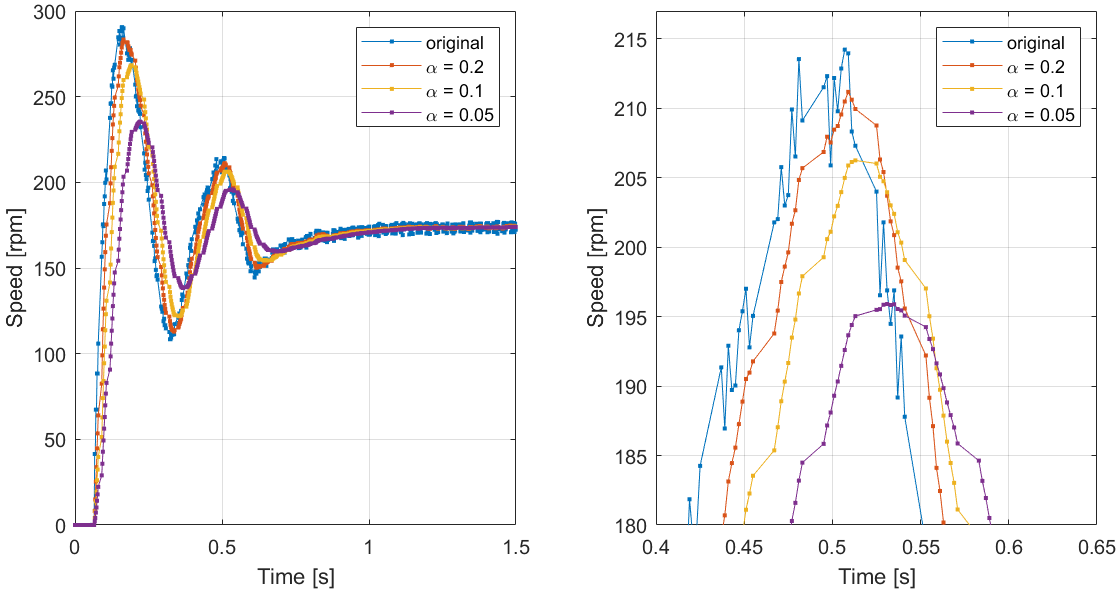 300
250
200
150
100
50
0
Speed [rpm]
0
0.5
1
1.5
Time [s]
original
α = 0.2
α = 0.1
α = 0.05
215
210
205
200
195
190
185
180
Speed [rpm]
0.4
0.45
0.5
0.55
0.6
0.65
Time [s]
original
α = 0.2
α = 0.1
α = 0.05